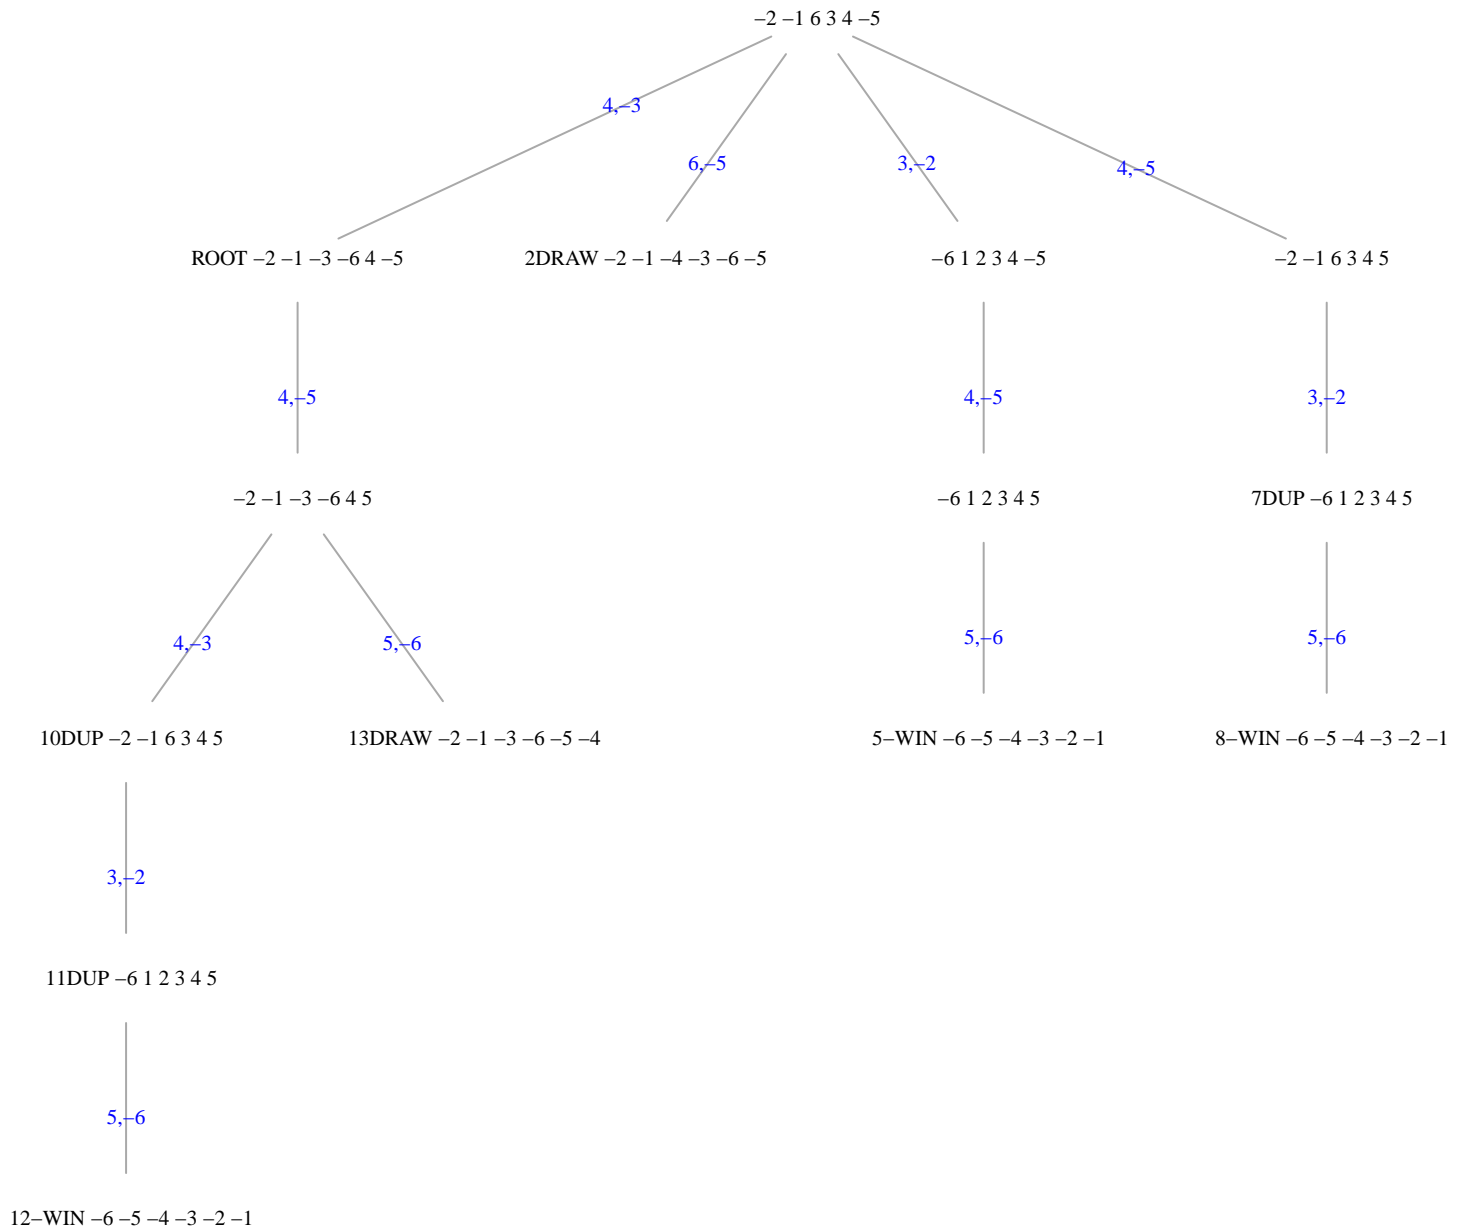 –2 –1 6 3 4 –5
4,–3
6,–5
3,–2
4,–5
ROOT –2 –1 –3 –6 4 –5
2DRAW –2 –1 –4 –3 –6 –5
–6 1 2 3 4 –5
–2 –1 6 3 4 5
4,–5
4,–5
3,–2
–2 –1 –3 –6 4 5
–6 1 2 3 4 5
7DUP –6 1 2 3 4 5
4,–3
5,–6
5,–6
5,–6
10DUP –2 –1 6 3 4 5
13DRAW –2 –1 –3 –6 –5 –4
5–WIN –6 –5 –4 –3 –2 –1
8–WIN –6 –5 –4 –3 –2 –1
3,–2
11DUP –6 1 2 3 4 5
5,–6
12–WIN –6 –5 –4 –3 –2 –1